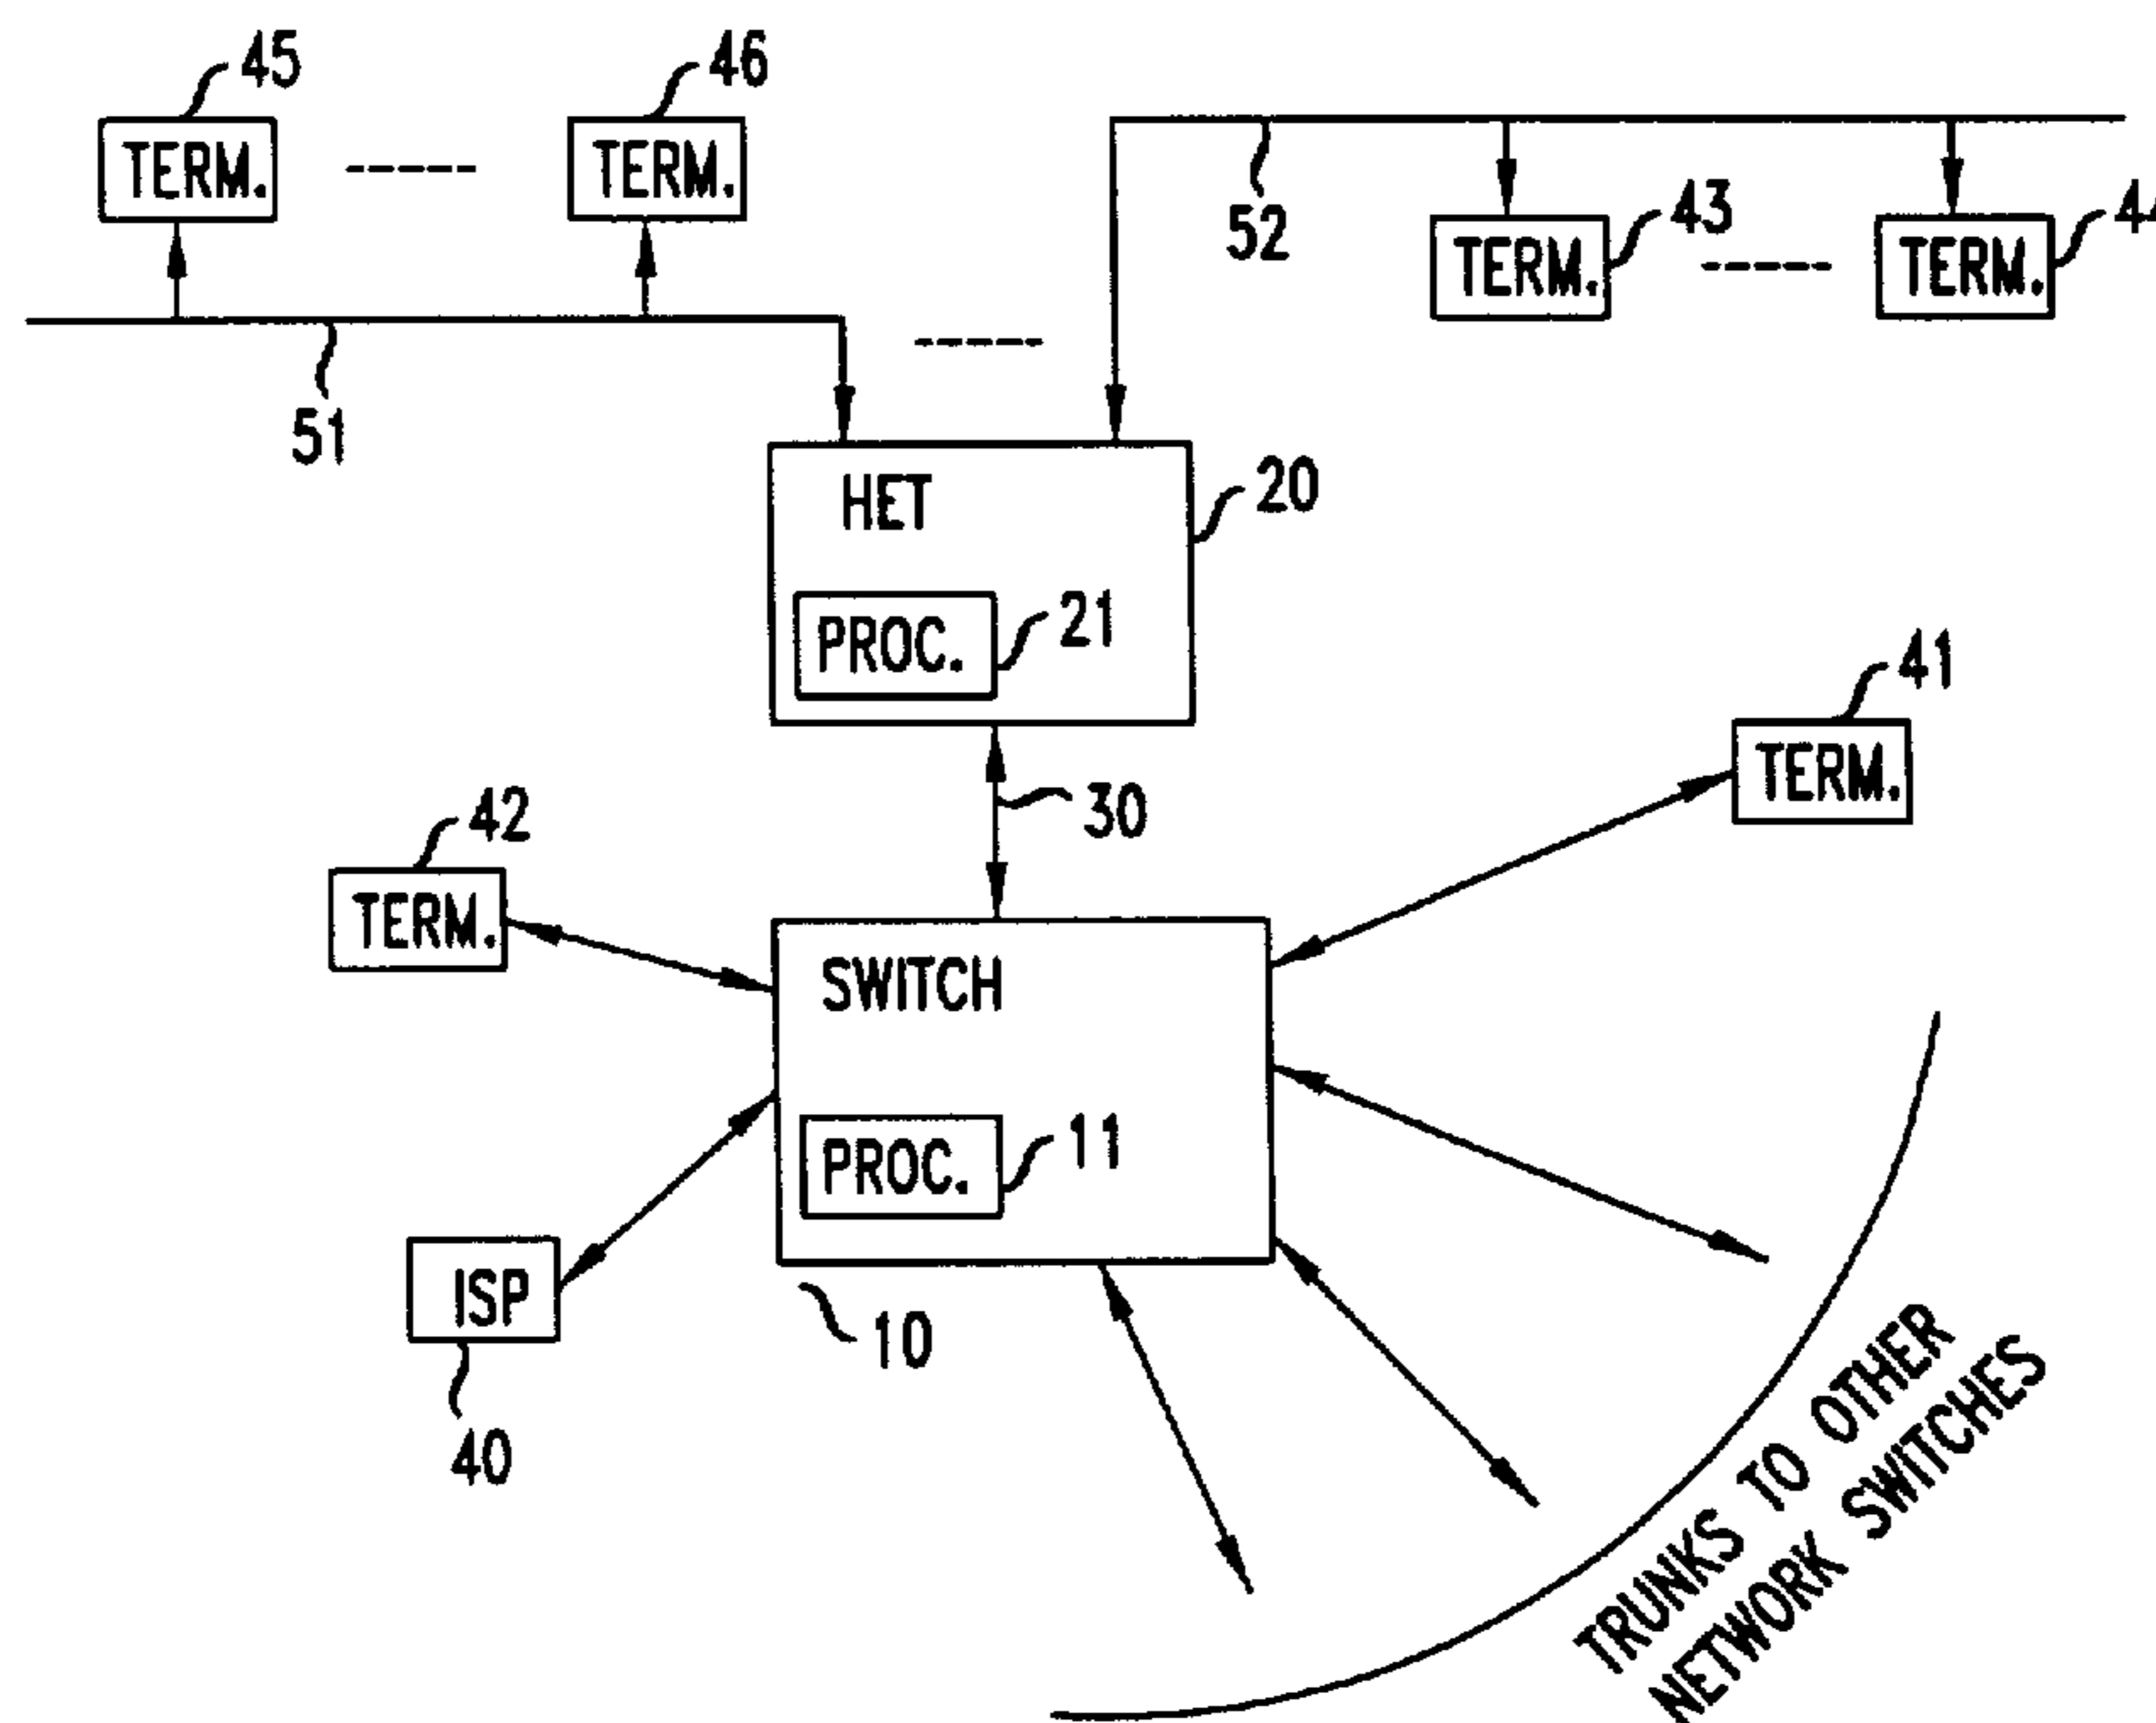 45
46
TERM.
TERM.
52
43
44
TERM.
TERM.
51
HET
20
PROC.
21
41
TERM.
30
42
TERM.
SWITCH
PROC.
11
ISP
10
40
TRUNKS TO OTHER
NETWORK SWITCHES